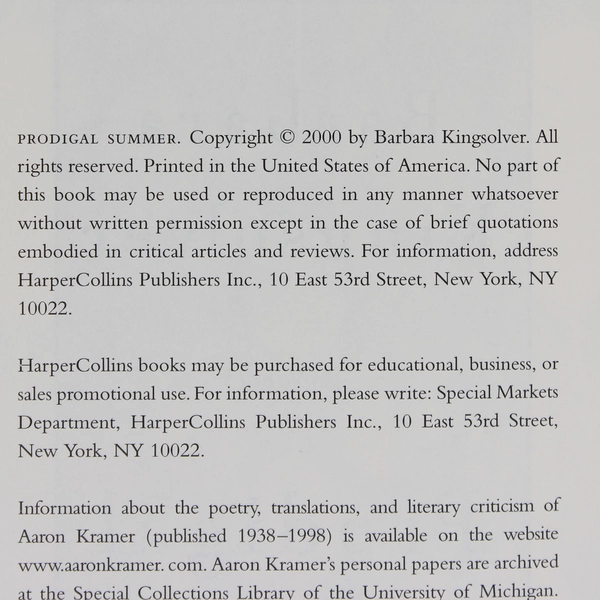 PRODIGAL SUMMER. Copyright © 2000 by Barbara Kingsolver. All
rights reserved. Printed in the United States of America. No part of
this book may be used or reproduced in any manner whatsoever
without written permission except in the case of brief quotations
embodied in critical articles and reviews. For information, address
HarperCollins Publishers Inc., 10 East 53rd Street, New York, NY
10022.
HarperCollins books may be purchased for educational, business, or
sales promotional use. For information, please write: Special Markets
Department, HarperCollins Publishers Inc., 10 East 53rd Street,
New York, NY 10022.
Information about the poetry, translations, and literary criticism of
Aaron Kramer (published 1938–1998) is available on the website
www.aaronkramer. com. Aaron Kramer's personal papers are archived
at the Special Collections Library of the University of Michigan.